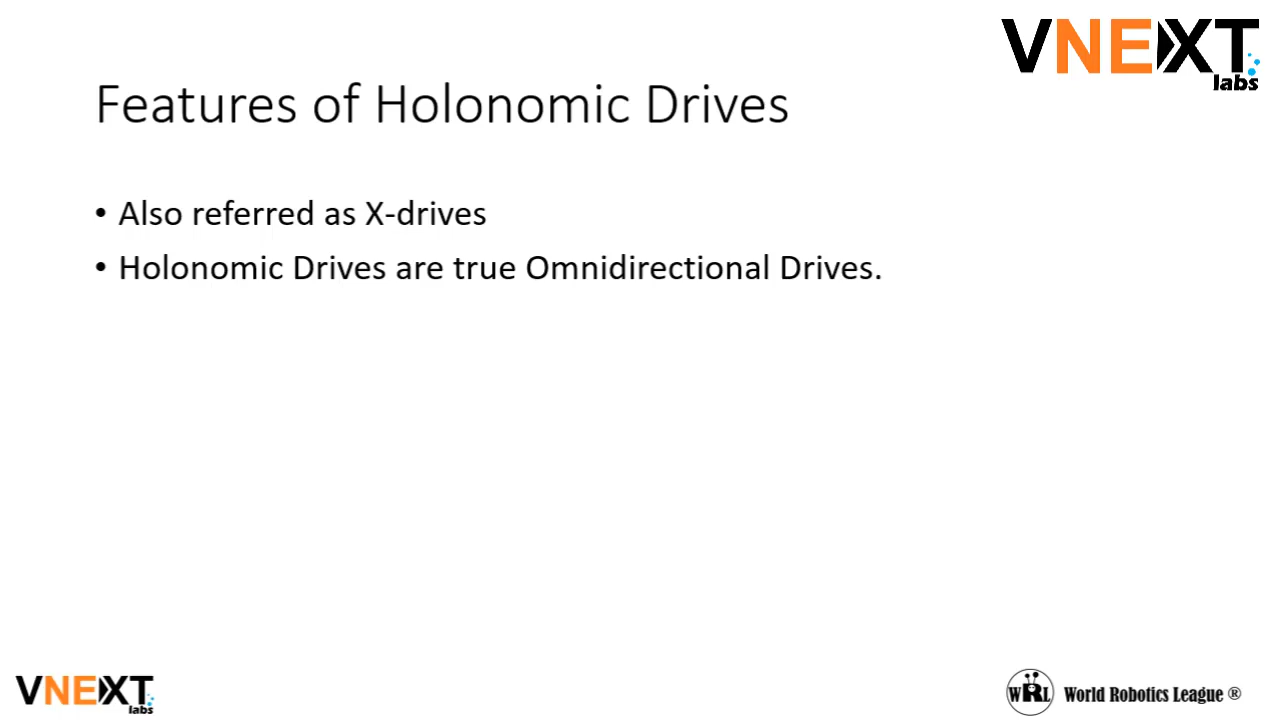 VNEXT
labs
Features of Holonomic Drives
• Also referred as X-drives
• Holonomic Drives are true Omnidirectional Drives.
VNEXT
labs
WRL World Robotics League ®